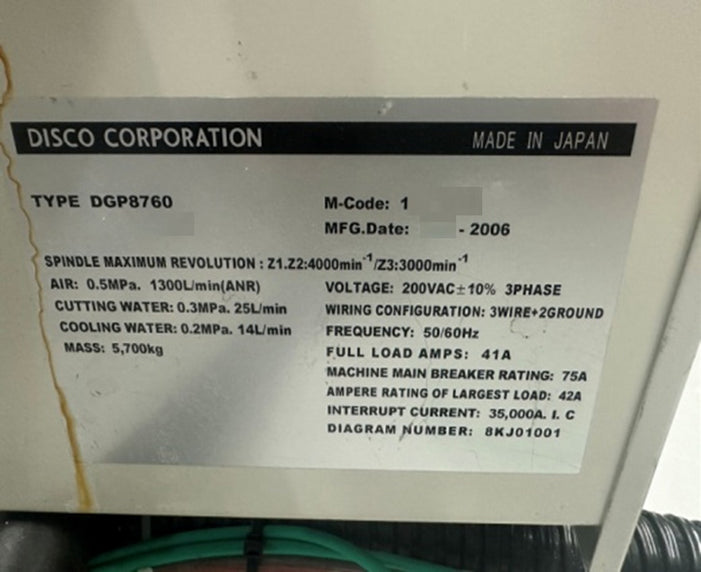 DISCO CORPORATION MADE IN JAPAN
TYPE DGP8760
M-Code: 1
MFG.Date: - 2006
SPINDLE MAXIMUM REVOLUTION : Z1.Z2:4000min⁻¹/Z3:3000min⁻¹
AIR: 0.5MPa. 1300L/min(ANR)
CUTTING WATER: 0.3MPa. 25L/min
COOLING WATER: 0.2MPa. 14L/min
MASS: 5,700kg
VOLTAGE: 200VAC±10% 3PHASE
WIRING CONFIGURATION: 3WIRE+2GROUND
FREQUENCY: 50/60Hz
FULL LOAD AMPS: 41A
MACHINE MAIN BREAKER RATING: 75A
AMPERE RATING OF LARGEST LOAD: 42A
INTERRUPT CURRENT: 35,000A. I. C
DIAGRAM NUMBER: 8KJ01001